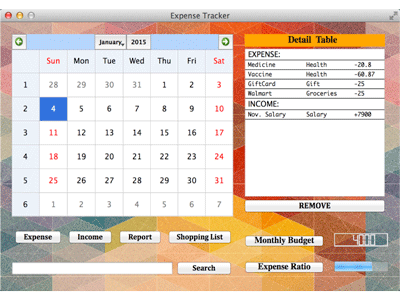 Expense Tracker
January, 2015
Sun Mon Tue Wed Thu Fri Sat
1 28 29 30 31 1 2 3
2 4 5 6 7 8 9 10
3 11 12 13 14 15 16 17
4 18 19 20 21 22 23 24
5 25 26 27 28 29 30 31
6 1 2 3 4 5 6 7
Detail Table
EXPENSE:
Medicine Health -20.8
Vaccine Health -60.87
GiftCard Gift -25
Walmart Groceries -25
INCOME:
Nov. Salary Salary +7900
REMOVE
Expense Income Report Shopping List
Monthly Budget 4000
Search
Expense Ratio